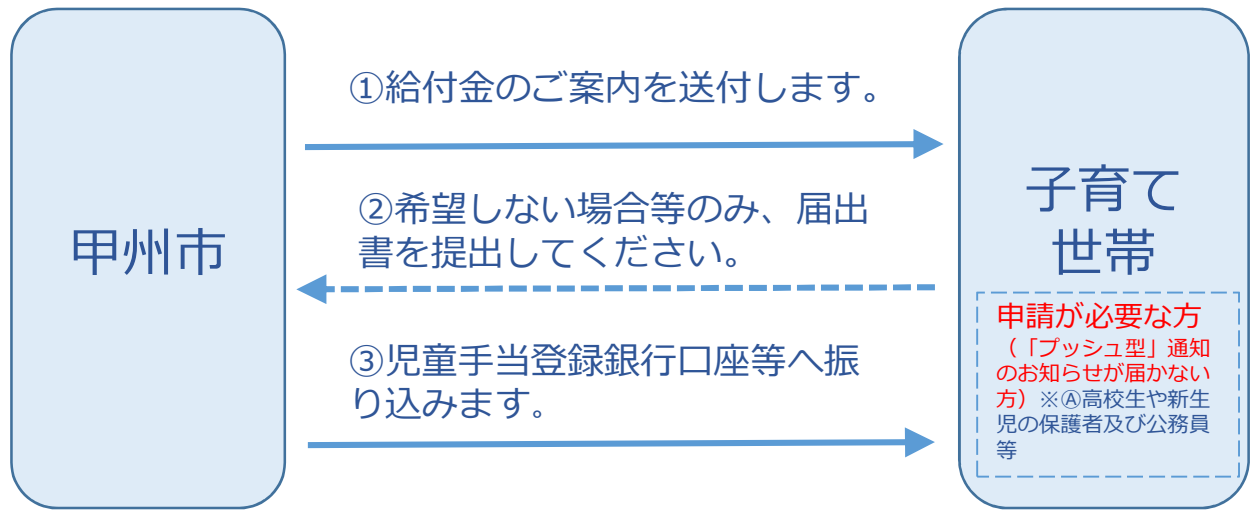 甲州市
①給付金のご案内を送付します。
②希望しない場合等のみ、届出
書を提出してください。
③児童手当登録銀行口座等へ振
り込みます。
子育て
世帯
申請が必要な方
（「プッシュ型」通知
のお知らせが届かない
方）※Ⓐ高校生や新生
児の保護者及び公務員
等